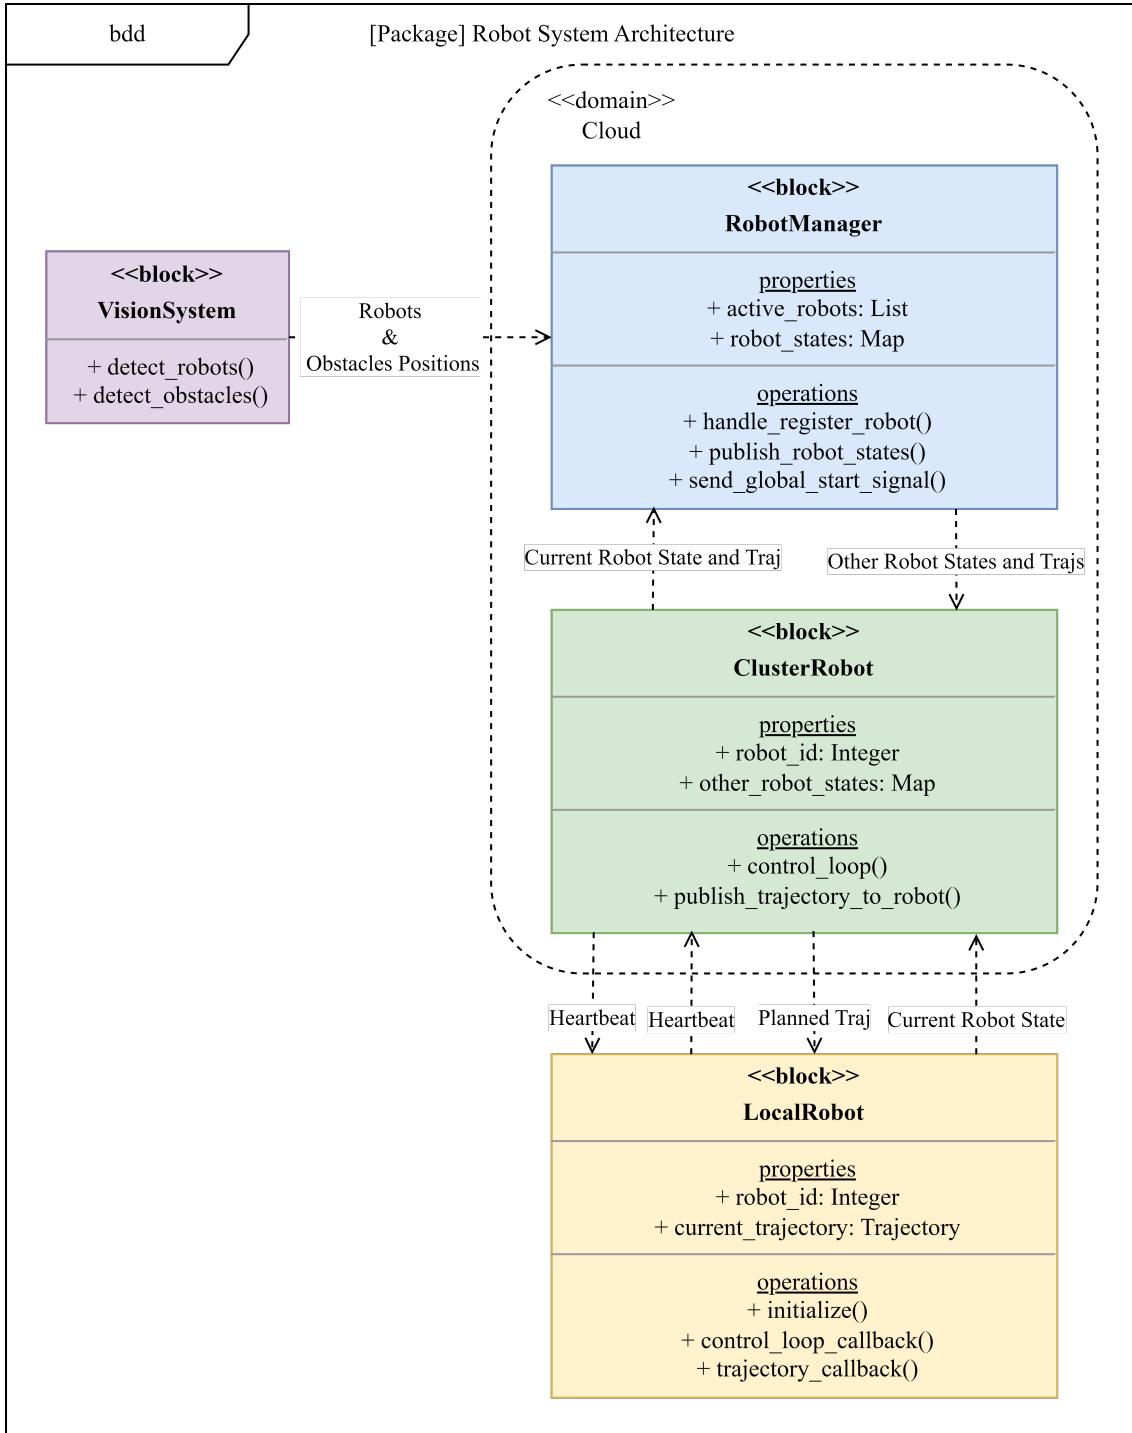 bdd
[Package] Robot System Architecture
<<domain>>
Cloud
<<block>>
RobotManager
properties
+ active_robots: List
+ robot_states: Map
operations
+ handle_register_robot()
+ publish_robot_states()
+ send_global_start_signal()
<<block>>
VisionSystem
+ detect_robots()
+ detect_obstacles()
Robots
&
Obstacles Positions
Current Robot State and Traj
Other Robot States and Trajs
<<block>>
ClusterRobot
properties
+ robot_id: Integer
+ other_robot_states: Map
operations
+ control_loop()
+ publish_trajectory_to_robot()
Heartbeat
Heartbeat
Planned Traj
Current Robot State
<<block>>
LocalRobot
properties
+ robot_id: Integer
+ current_trajectory: Trajectory
operations
+ initialize()
+ control_loop_callback()
+ trajectory_callback()